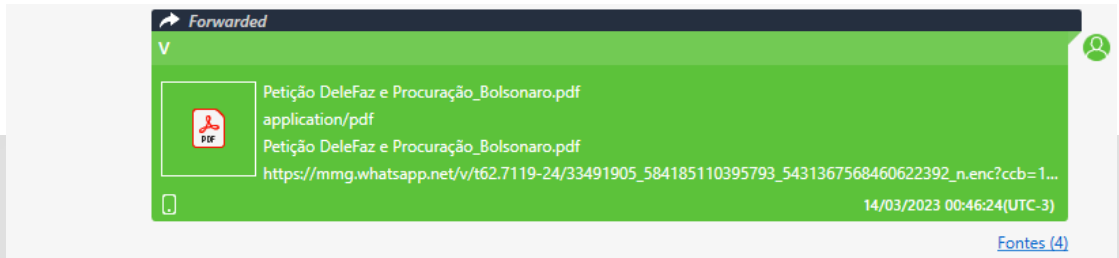 Forwarded
V
Petição DeleFaz e Procuração_Bolsonaro.pdf
application/pdf
PDF
Petição DeleFaz e Procuração_Bolsonaro.pdf
https://mmg.whatsapp.net/v/t62.7119-24/33491905_584185110395793_5431367568460622392_n.enc?ccb=1...
14/03/2023 00:46:24(UTC-3)
Fontes (4)